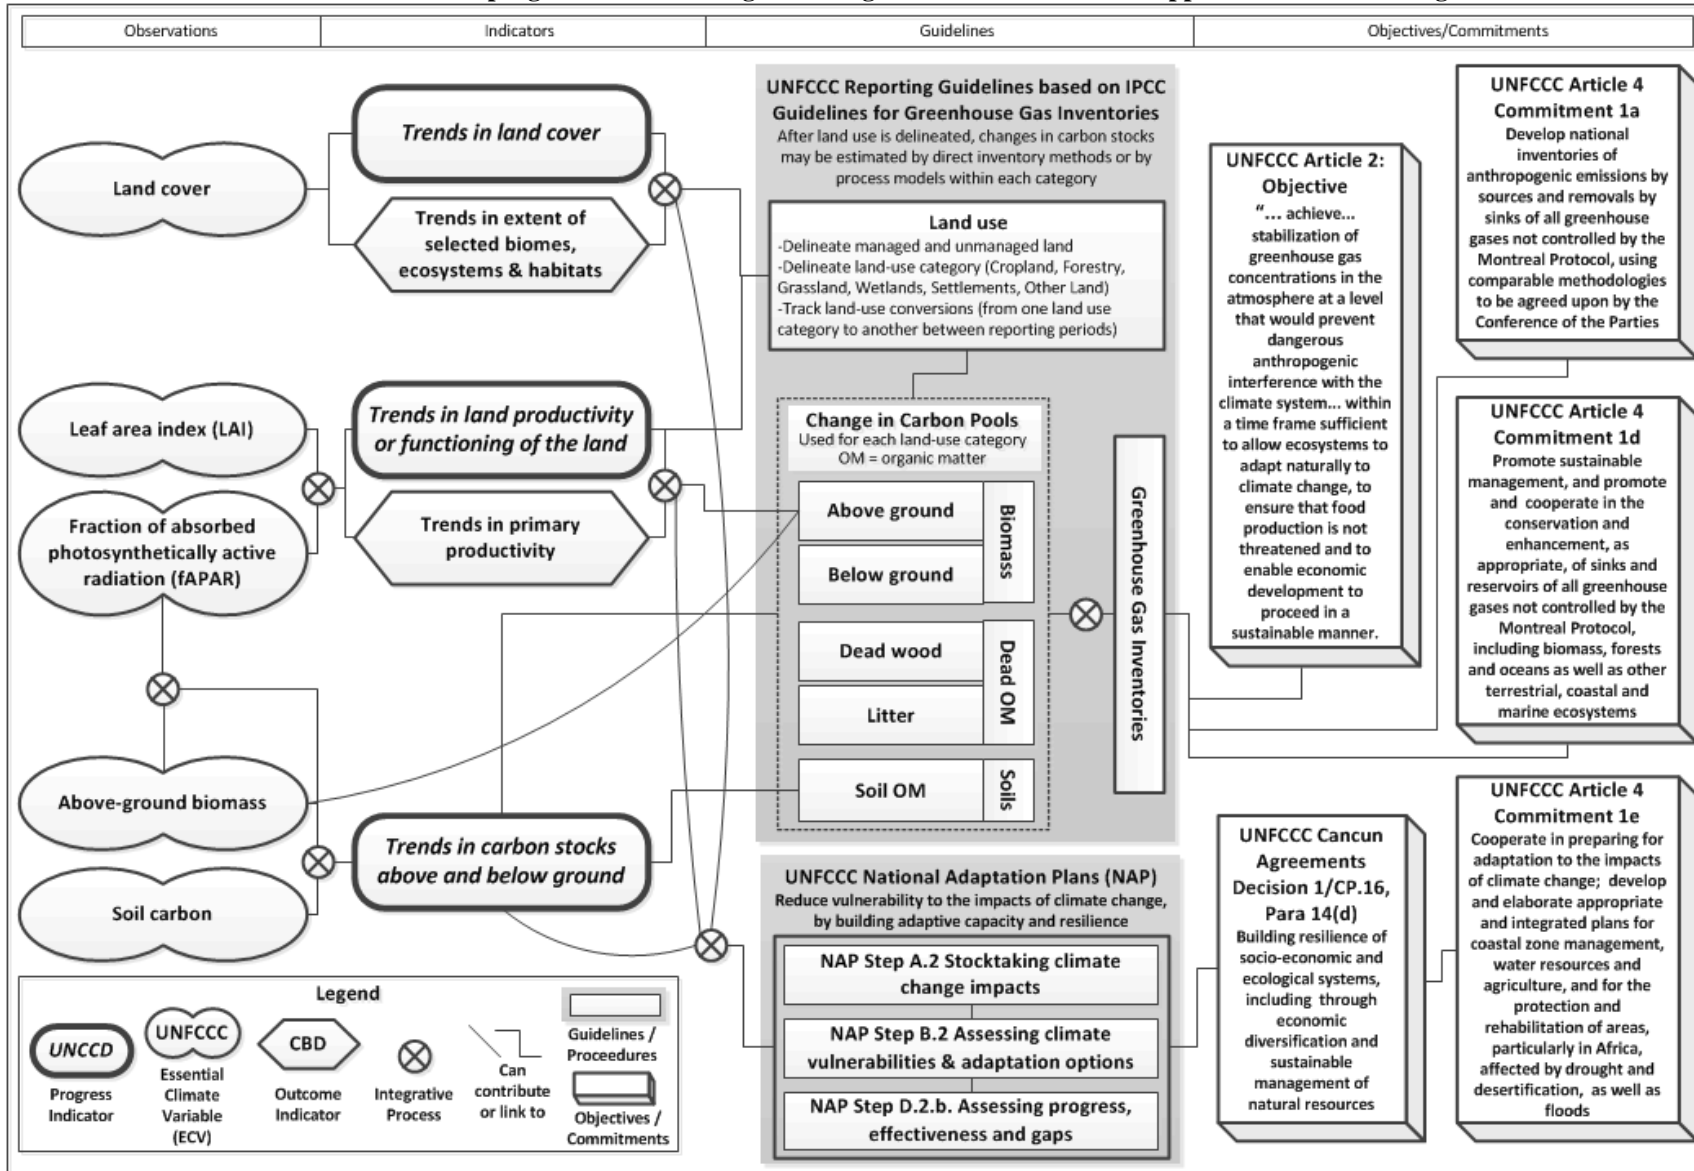 Observations
Indicators
Guidelines
Objectives/Commitments
Land cover
Leaf area index (LAI)
Fraction of absorbed
photosynthetically active
radiation (fAPAR)
Above-ground biomass
Soil carbon
Trends in land cover
Trends in extent of
selected biomes,
ecosystems & habitats
Trends in land productivity
or functioning of the land
Trends in primary
productivity
Trends in carbon stocks
above and below ground
UNFCCC Reporting Guidelines based on IPCC
Guidelines for Greenhouse Gas Inventories
After land use is delineated, changes in carbon stocks
may be estimated by direct inventory methods or by
process models within each category
Land use
-Delineate managed and unmanaged land
-Delineate land-use category (Cropland, Forestry,
Grassland, Wetlands, Settlements, Other Land)
-Track land-use conversions (from one land use
category to another between reporting periods)
Change in Carbon Pools
Used for each land-use category
OM = organic matter
Above ground
Below ground
Biomass
Dead wood
Litter
Dead OM
Soil OM
Soils
Greenhouse Gas Inventories
UNFCCC National Adaptation Plans (NAP)
Reduce vulnerability to the impacts of climate change,
by building adaptive capacity and resilience
NAP Step A.2 Stocktaking climate
change impacts
NAP Step B.2 Assessing climate
vulnerabilities & adaptation options
NAP Step D.2.b. Assessing progress,
effectiveness and gaps
UNFCCC Article 2:
Objective
“... achieve...
stabilization of
greenhouse gas
concentrations in the
atmosphere at a level
that would prevent
dangerous
anthropogenic
interference with the
climate system... within
a time frame sufficient
to allow ecosystems to
adapt naturally to
climate change, to
ensure that food
production is not
threatened and to
enable economic
development to
proceed in a
sustainable manner.
UNFCCC Cancun
Agreements
Decision 1/CP.16,
Para 14(d)
Building resilience of
socio-economic and
ecological systems,
including through
economic
diversification and
sustainable
management of
natural resources
UNFCCC Article 4
Commitment 1a
Develop national
inventories of
anthropogenic emissions by
sources and removals by
sinks of all greenhouse
gases not controlled by the
Montreal Protocol, using
comparable methodologies
to be agreed upon by the
Conference of the Parties
UNFCCC Article 4
Commitment 1d
Promote sustainable
management, and promote
and cooperate in the
conservation and
enhancement, as
appropriate, of sinks and
reservoirs of all greenhouse
gases not controlled by the
Montreal Protocol,
including biomass, forests
and oceans as well as other
terrestrial, coastal and
marine ecosystems
UNFCCC Article 4
Commitment 1e
Cooperate in preparing for
adaptation to the impacts
of climate change; develop
and elaborate appropriate
and integrated plans for
coastal zone management,
water resources and
agriculture, and for the
protection and
rehabilitation of areas,
particularly in Africa,
affected by drought and
desertification, as well as
floods
Legend
UNCCD
Progress
Indicator
UNFCCC
Essential
Climate
Variable
(ECV)
CBD
Outcome
Indicator
Integrative
Process
Can
contribute
or link to
Guidelines /
Proceedures
Objectives /
Commitments